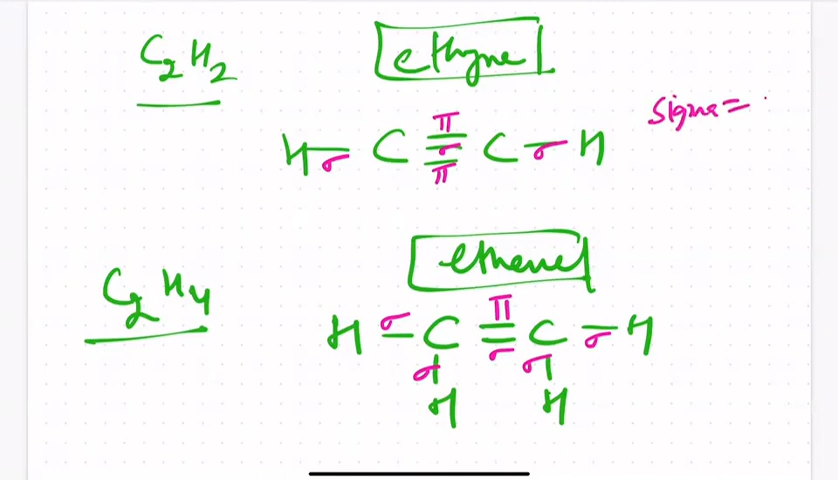 C2H2 ethyne
sigma =
π
H σ C σ C σ H
π
C2H4 ethene
π
H σ C σ C σ H
σ σ
H H